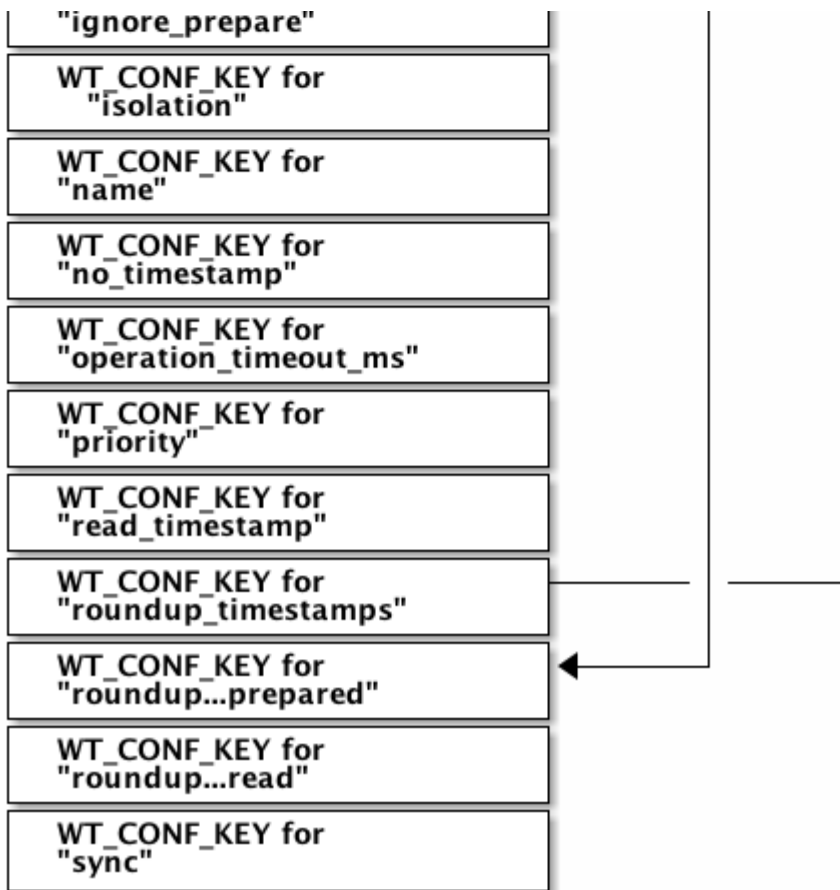 "ignore_prepare"
WT_CONF_KEY for
"isolation"
WT_CONF_KEY for
"name"
WT_CONF_KEY for
"no_timestamp"
WT_CONF_KEY for
"operation_timeout_ms"
WT_CONF_KEY for
"priority"
WT_CONF_KEY for
"read_timestamp"
WT_CONF_KEY for
"roundup_timestamps"
WT_CONF_KEY for
"roundup...prepared"
WT_CONF_KEY for
"roundup...read"
WT_CONF_KEY for
"sync"